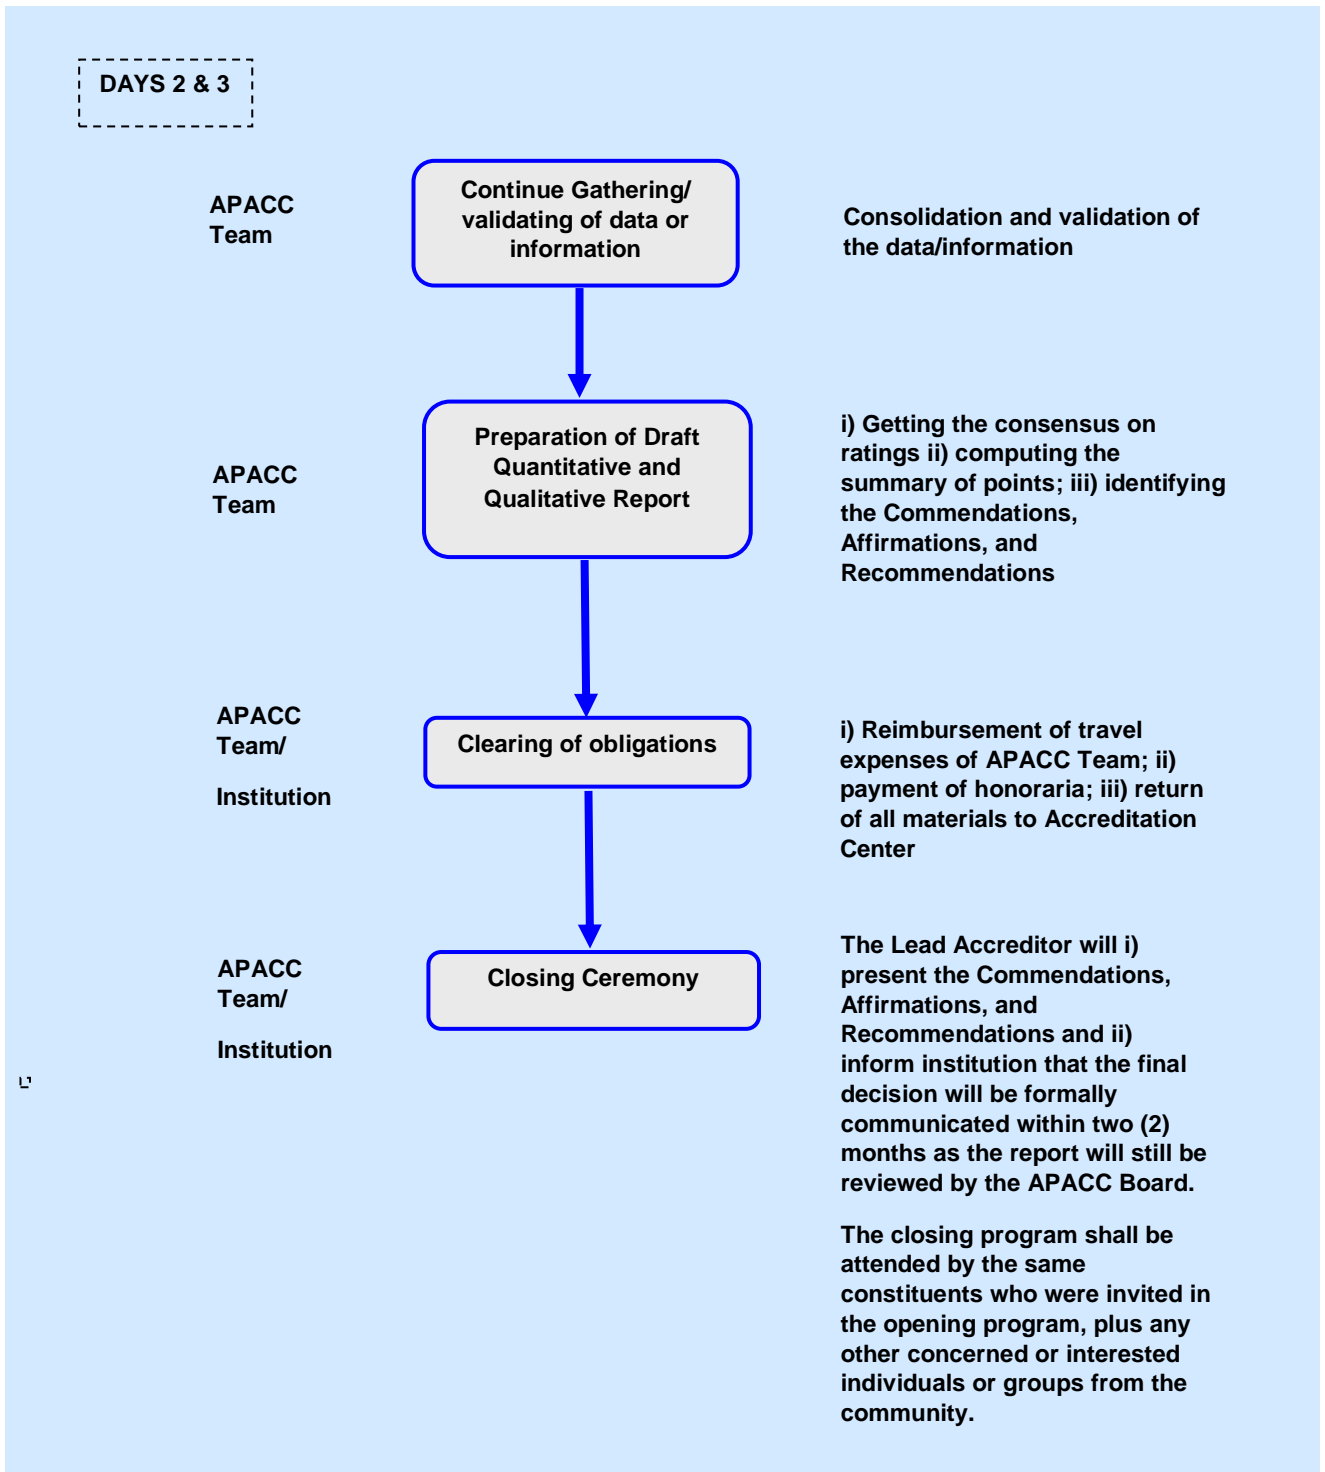 DAYS 2 & 3
APACC
Team
Continue Gathering/
validating of data or
information
Consolidation and validation of
the data/information
APACC
Team
Preparation of Draft
Quantitative and
Qualitative Report
i) Getting the consensus on
ratings ii) computing the
summary of points; iii) identifying
the Commendations,
Affirmations, and
Recommendations
APACC
Team/
Institution
Clearing of obligations
i) Reimbursement of travel
expenses of APACC Team; ii)
payment of honoraria; iii) return
of all materials to Accreditation
Center
APACC
Team/
Institution
Closing Ceremony
The Lead Accreditor will i)
present the Commendations,
Affirmations, and
Recommendations and ii)
inform institution that the final
decision will be formally
communicated within two (2)
months as the report will still be
reviewed by the APACC Board.
The closing program shall be
attended by the same
constituents who were invited in
the opening program, plus any
other concerned or interested
individuals or groups from the
community.